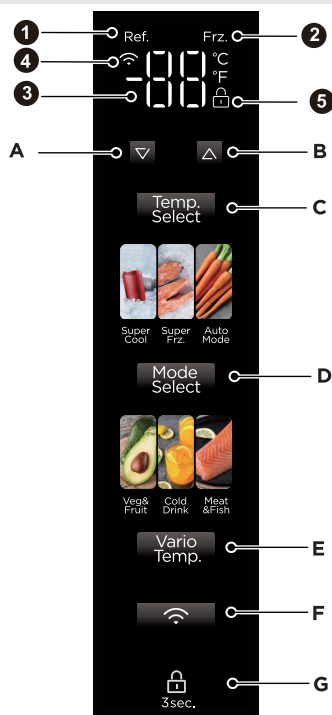 1 Ref. Frz. 2
4 °C
-88 °F
3 5
A B
Temp.
Select C
Super
Cool
Super
Frz.
Auto
Mode
Mode
Select D
Veg&
Fruit
Cold
Drink
Meat
&Fish
Vario
Temp. E
F
G
3sec.